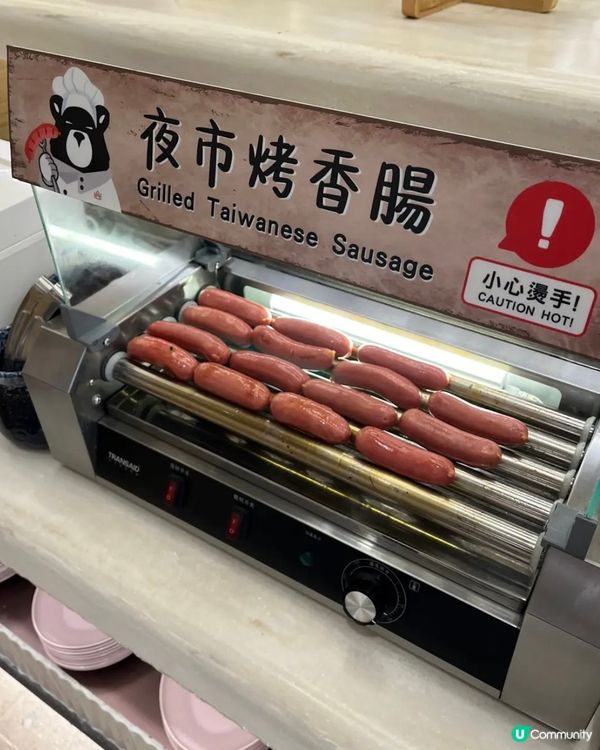 夜市烤香腸
Grilled Taiwanese Sausage
小心燙手!
CAUTION HOT!
TRANSAID
U Community